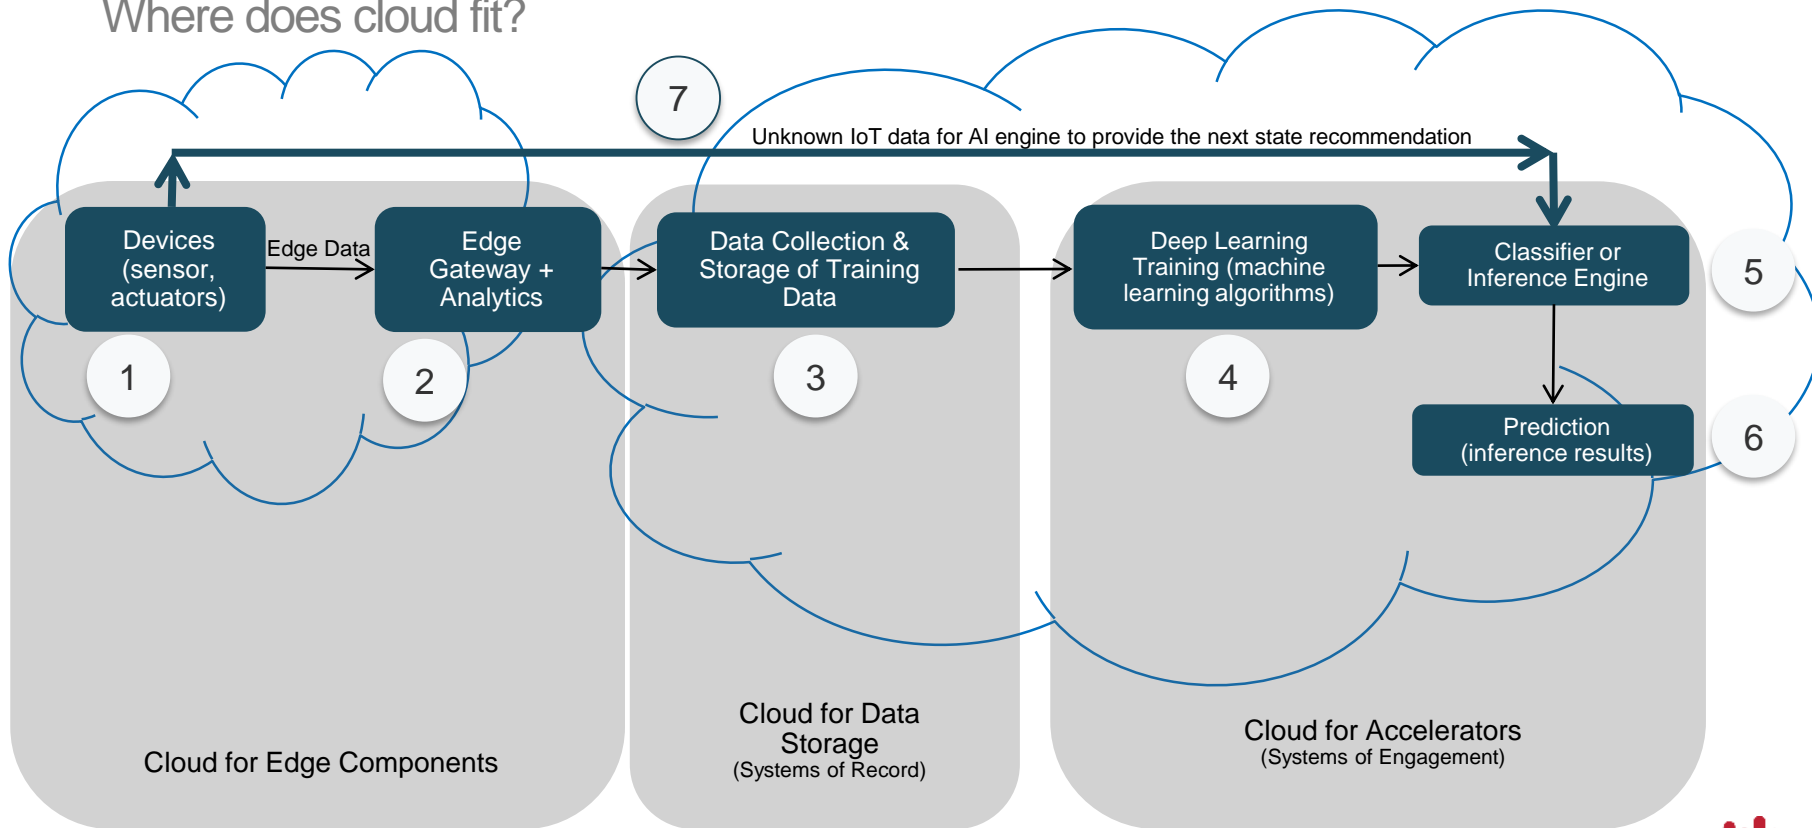 Where does cloud fit?
7
Unknown IoT data for AI engine to provide the next state recommendation
Devices
(sensor,
actuators)
Edge Data
Edge
Gateway +
Analytics
Data Collection &
Storage of Training
Data
Deep Learning
Training (machine
learning algorithms)
Classifier or
Inference Engine
5
1
2
3
4
Prediction
(inference results)
6
Cloud for Edge Components
Cloud for Data
Storage
(Systems of Record)
Cloud for Accelerators
(Systems of Engagement)